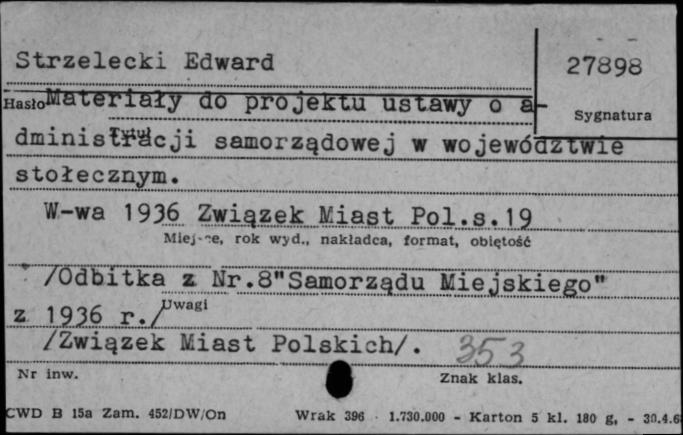 Strzelecki Edward
27898
Hasło Materiały do projektu ustawy o a-
Sygnatura
dministracji samorządowej w województwie
stołecznym.
W-wa 1936 Związek Miast Pol.s.19
Miejsce, rok wyd., nakładca, format, objętość
/Odbitka z Nr.8"Samorządu Miejskiego"
Uwagi
z 1936 r./
/Związek Miast Polskich/.
353
Nr inw.
Znak klas.
CWD B 15a Zam. 452/DW/On Wrak 396 · 1.730.000 - Karton 5 kl. 180 g, - 30.4.6